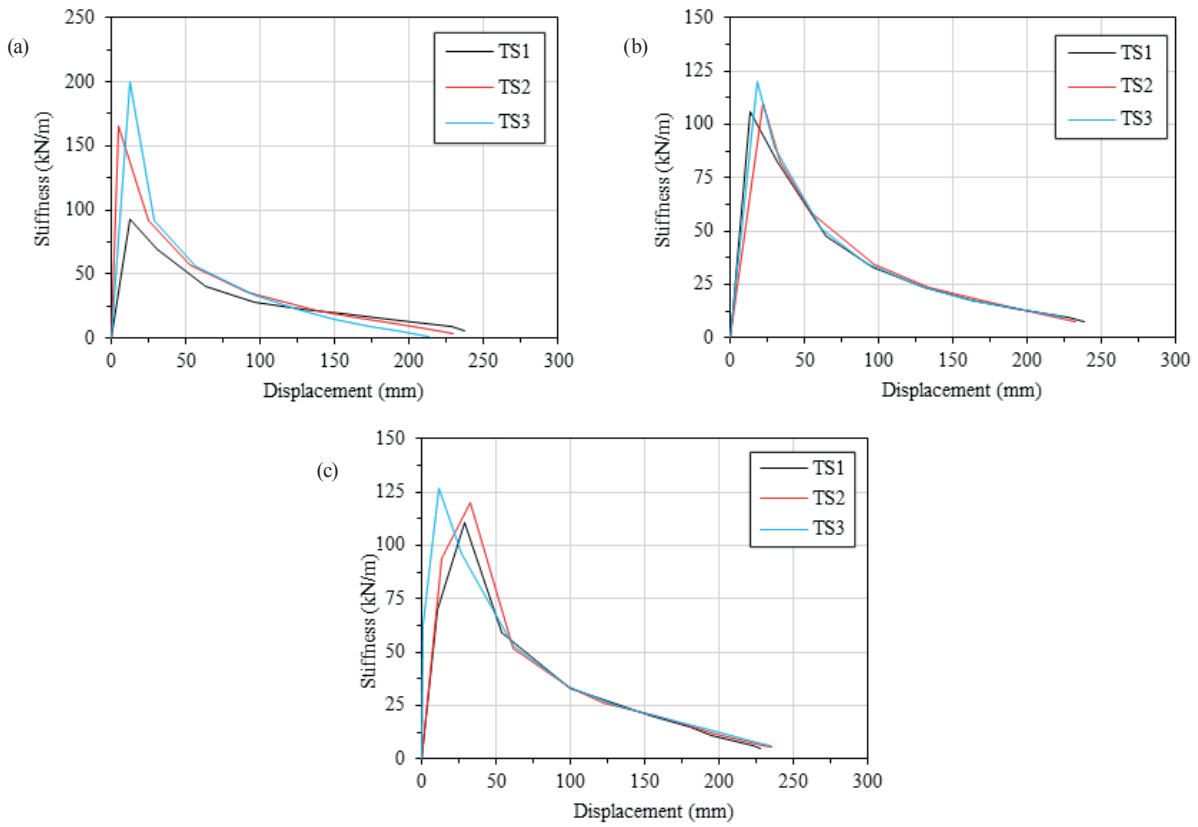 (a)
250
200
150
100
50
0
Stiffness (kN/m)
TS1
TS2
TS3
0 50 100 150 200 250 300
Displacement (mm)
(b)
150
125
100
75
50
25
0
Stiffness (kN/m)
TS1
TS2
TS3
0 50 100 150 200 250 300
Displacement (mm)
(c)
150
125
100
75
50
25
0
Stiffness (kN/m)
TS1
TS2
TS3
0 50 100 150 200 250 300
Displacement (mm)